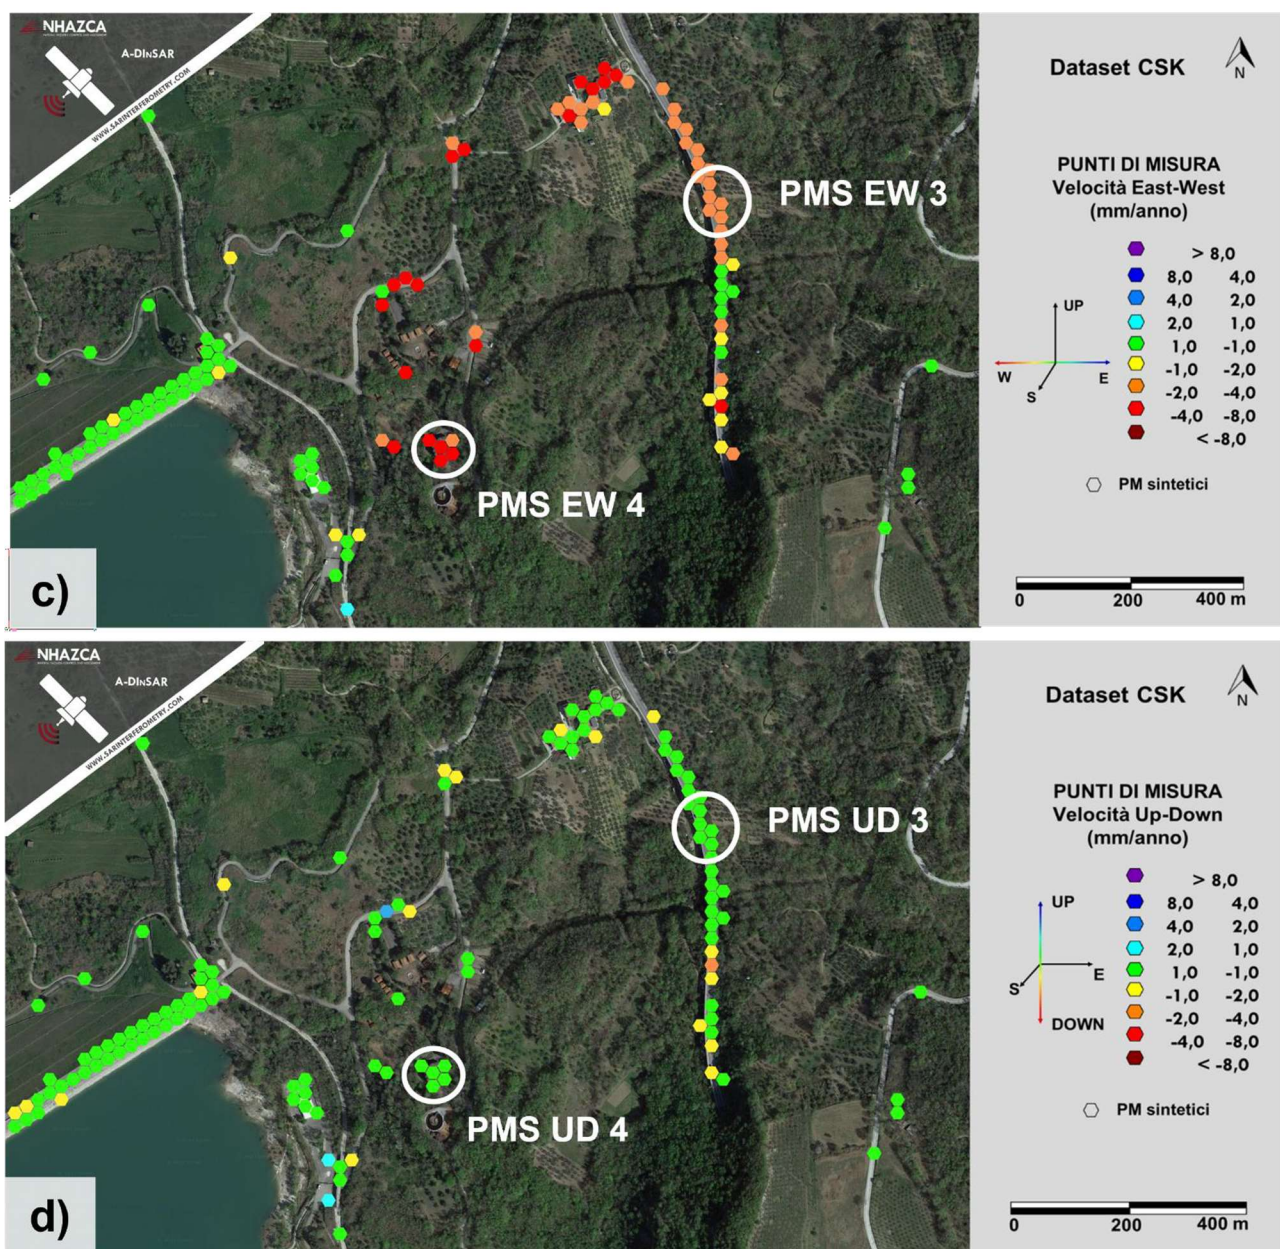 NHAZCA
A-DINSAR
WWW.SARINTERFEROMETRY.COM
PMS EW 3
PMS EW 4
c)
Dataset CSK
N
PUNTI DI MISURA
Velocità East-West
(mm/anno)
> 8,0
8,0 4,0
4,0 2,0
2,0 1,0
1,0 -1,0
-1,0 -2,0
-2,0 -4,0
-4,0 -8,0
< -8,0
UP
W E
S
PM sintetici
0 200 400 m
NHAZCA
A-DINSAR
WWW.SARINTERFEROMETRY.COM
PMS UD 3
PMS UD 4
d)
Dataset CSK
N
PUNTI DI MISURA
Velocità Up-Down
(mm/anno)
> 8,0
8,0 4,0
4,0 2,0
2,0 1,0
1,0 -1,0
-1,0 -2,0
-2,0 -4,0
-4,0 -8,0
< -8,0
UP
S E
DOWN
PM sintetici
0 200 400 m